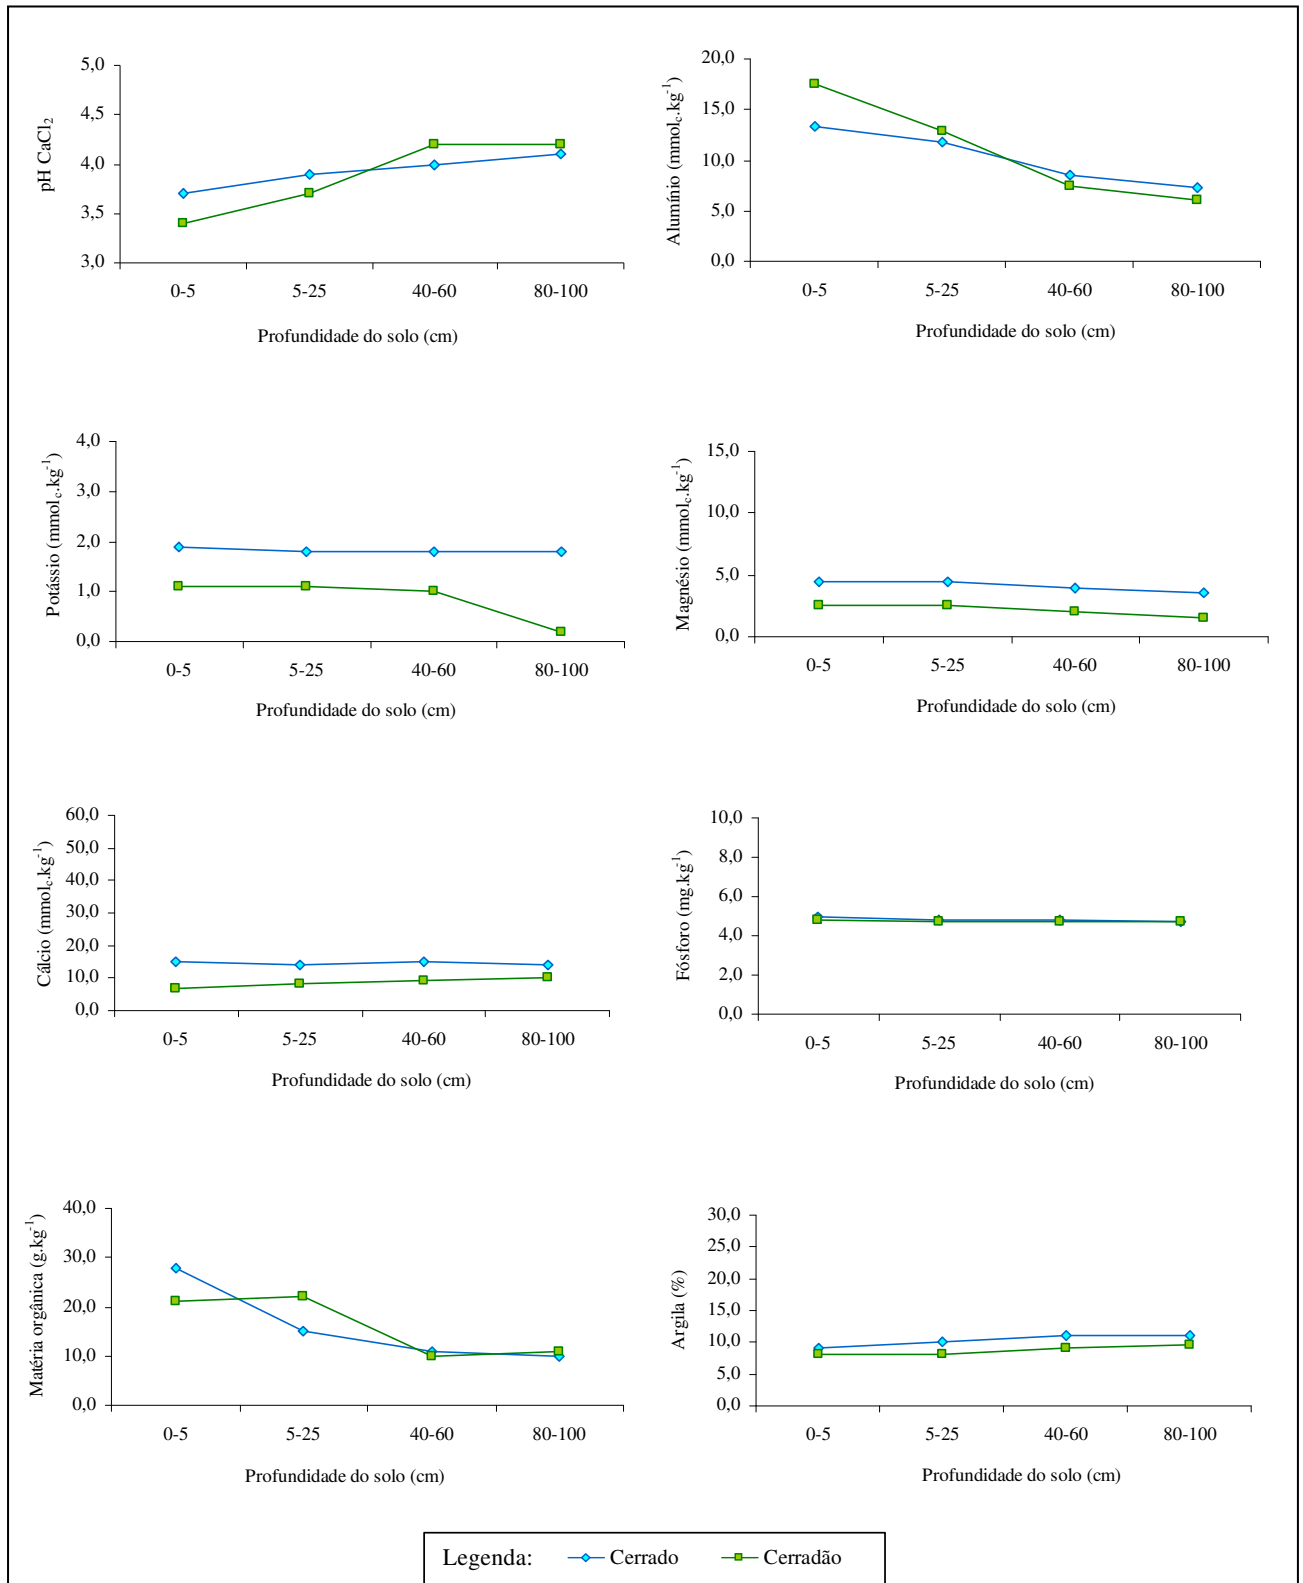 pH CaCl₂
5,0
4,5
4,0
3,5
3,0
0-5 5-25 40-60 80-100
Profundidade do solo (cm)
Alumínio (mmolc.kg⁻¹)
20,0
15,0
10,0
5,0
0,0
0-5 5-25 40-60 80-100
Profundidade do solo (cm)
Potássio (mmolc.kg⁻¹)
4,0
3,0
2,0
1,0
0,0
0-5 5-25 40-60 80-100
Profundidade do solo (cm)
Magnésio (mmolc.kg⁻¹)
15,0
10,0
5,0
0,0
0-5 5-25 40-60 80-100
Profundidade do solo (cm)
Cálcio (mmolc.kg⁻¹)
60,0
50,0
40,0
30,0
20,0
10,0
0,0
0-5 5-25 40-60 80-100
Profundidade do solo (cm)
Fósforo (mg.kg⁻¹)
10,0
8,0
6,0
4,0
2,0
0,0
0-5 5-25 40-60 80-100
Profundidade do solo (cm)
Matéria orgânica (g.kg⁻¹)
40,0
30,0
20,0
10,0
0,0
0-5 5-25 40-60 80-100
Profundidade do solo (cm)
Argila (%)
30,0
25,0
20,0
15,0
10,0
5,0
0,0
0-5 5-25 40-60 80-100
Profundidade do solo (cm)
Legenda: Cerrado Cerradão